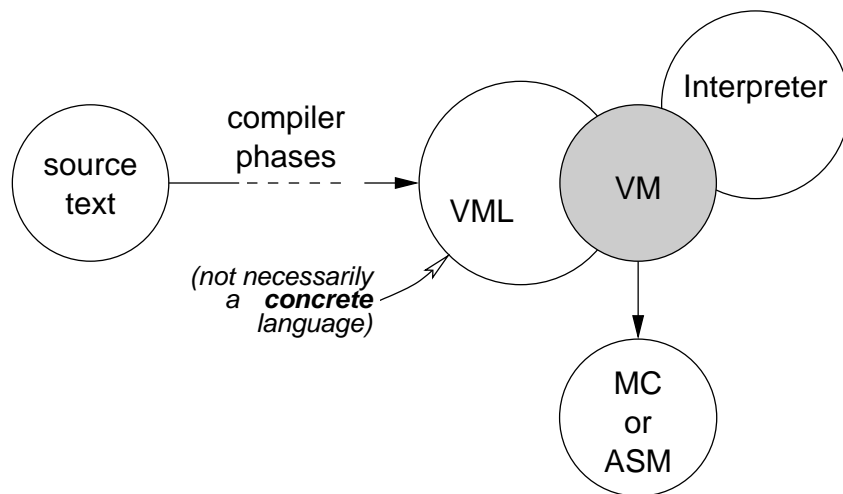 source
text
compiler
phases
VML
(not necessarily
a concrete
language)
VM
Interpreter
MC
or
ASM